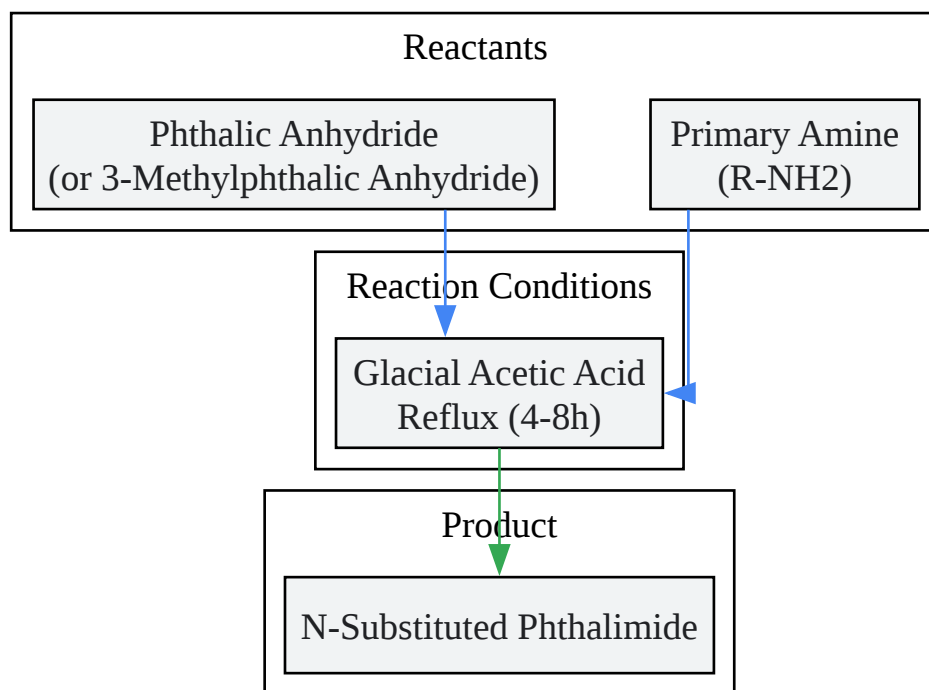 Reactants
Phthalic Anhydride
(or 3-Methylphthalic Anhydride)
Primary Amine
(R-NH2)
Reaction Conditions
Glacial Acetic Acid
Reflux (4-8h)
Product
N-Substituted Phthalimide